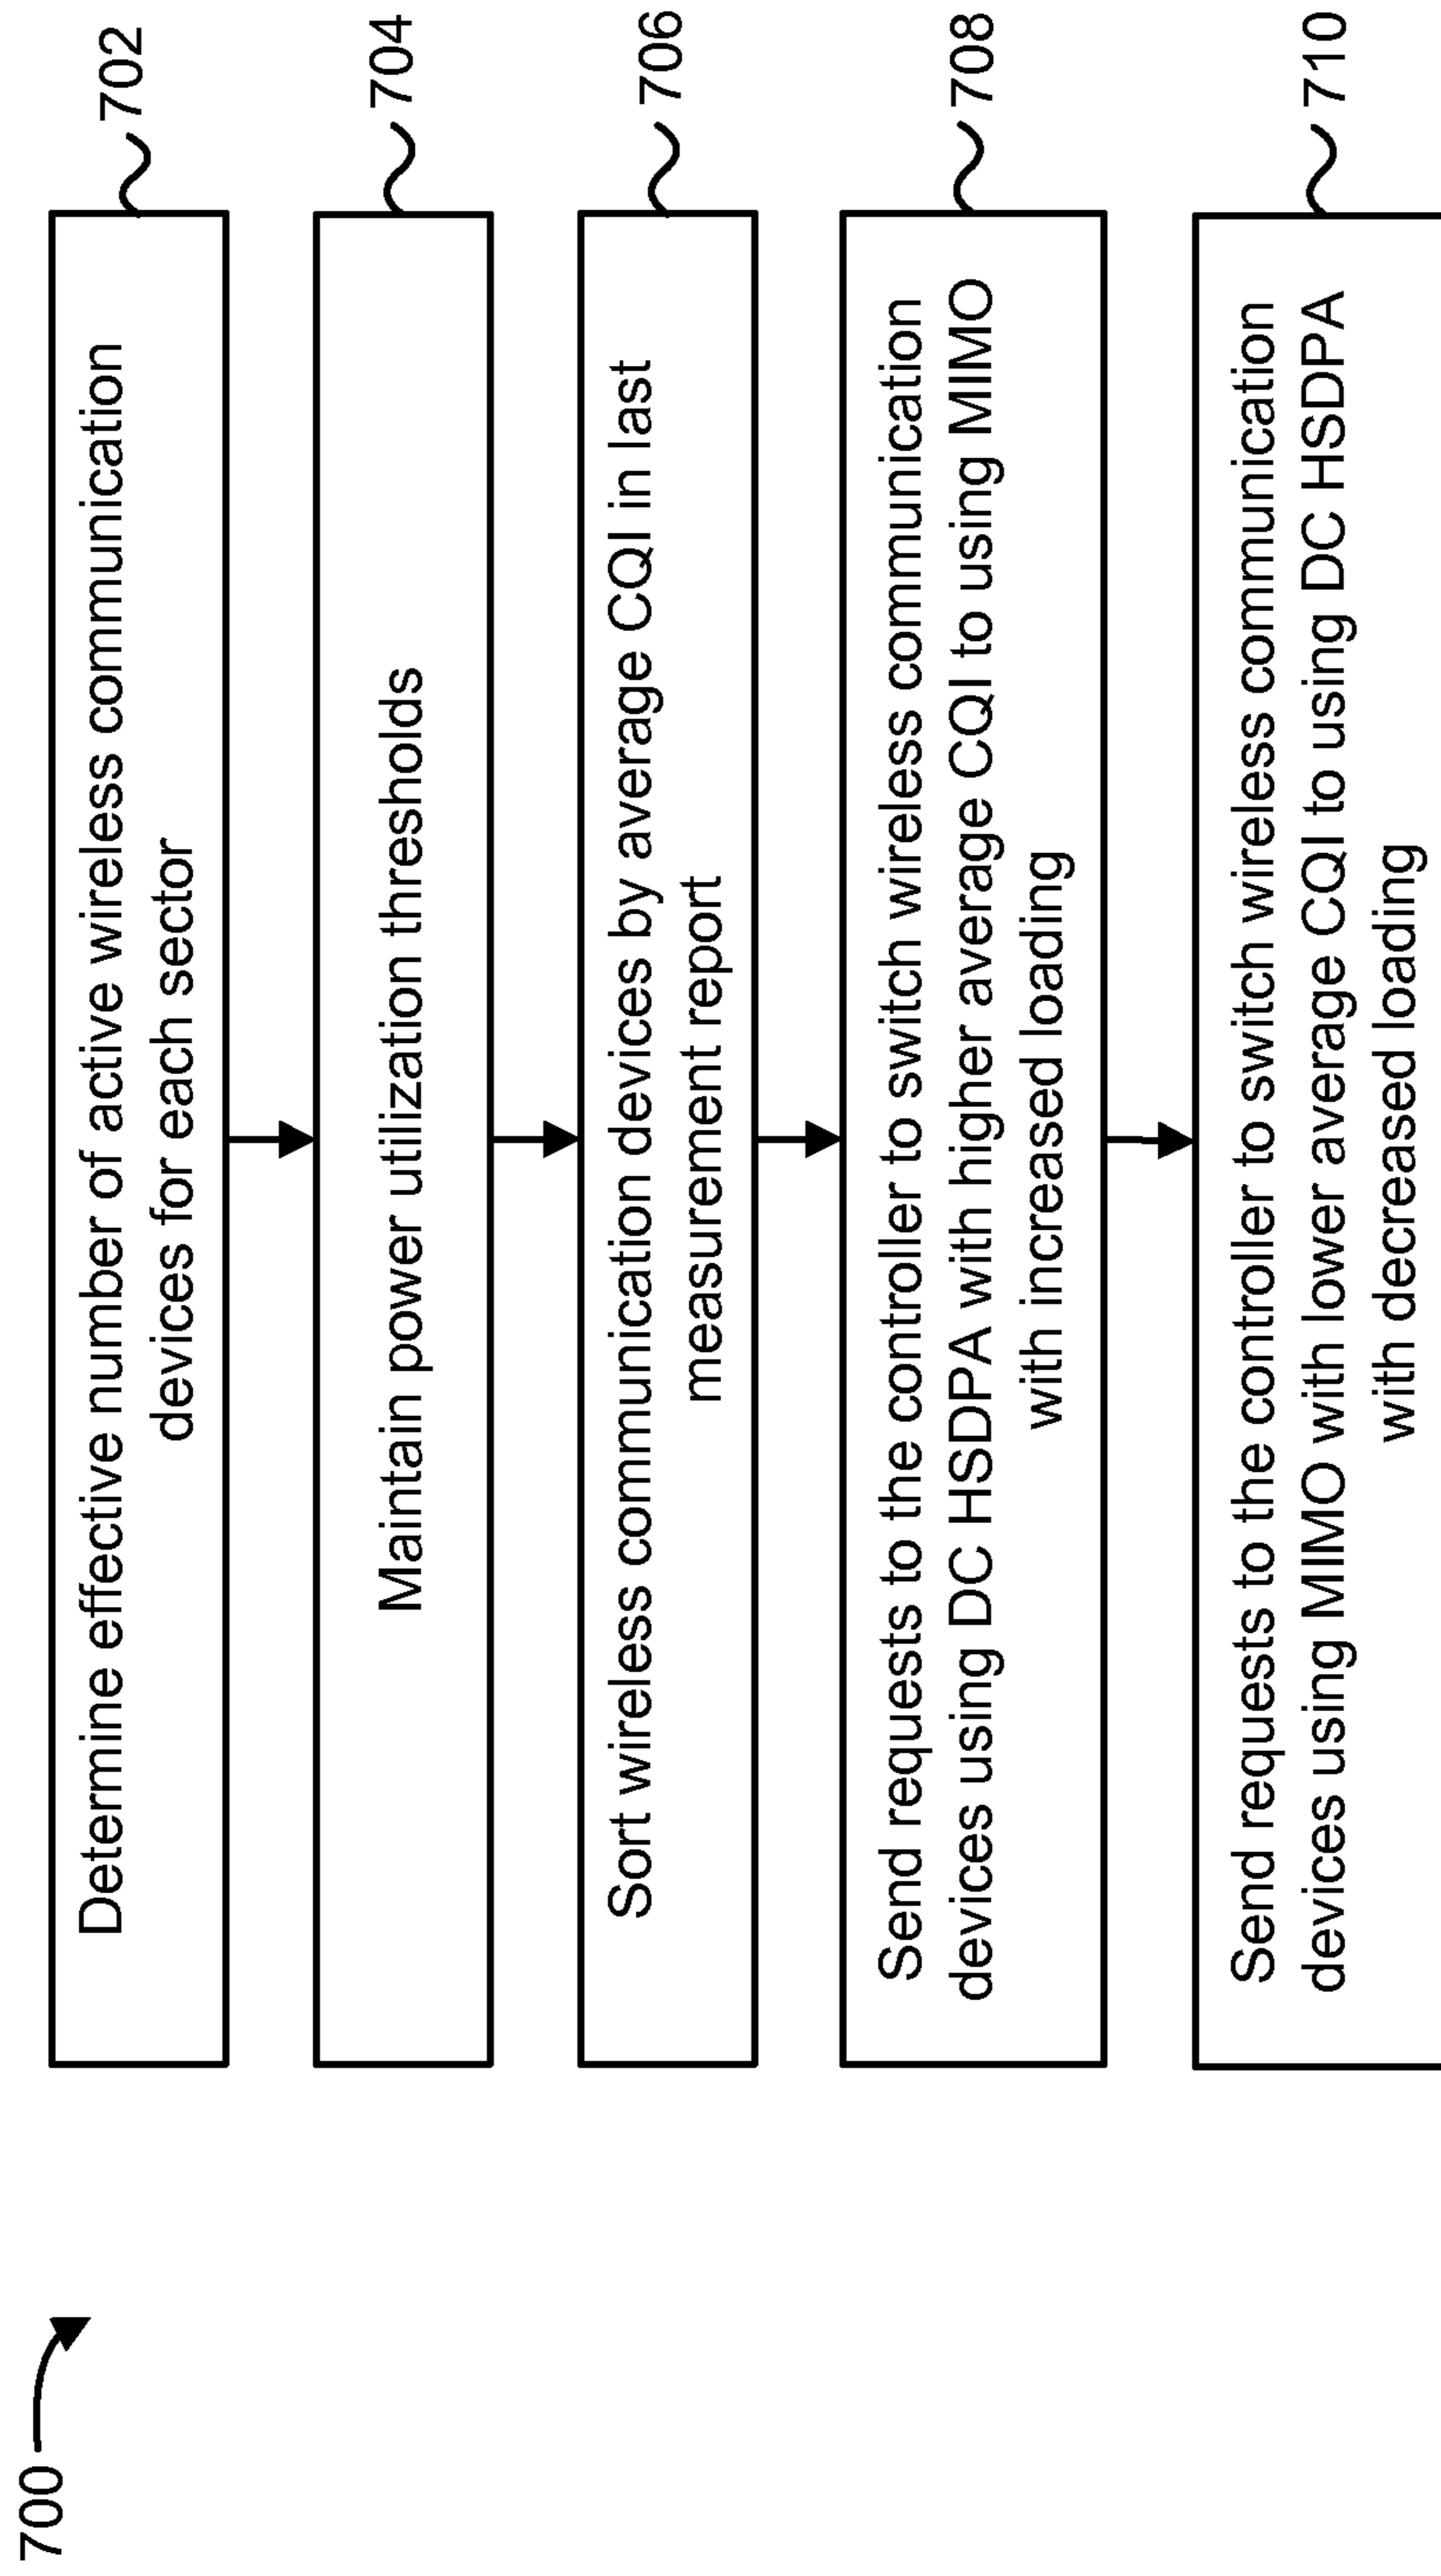 700
Determine effective number of active wireless communication
devices for each sector
702
Maintain power utilization thresholds
704
Sort wireless communication devices by average CQI in last
measurement report
706
Send requests to the controller to switch wireless communication
devices using DC HSDPA with higher average CQI to using MIMO
with increased loading
708
Send requests to the controller to switch wireless communication
devices using MIMO with lower average CQI to using DC HSDPA
with decreased loading
710